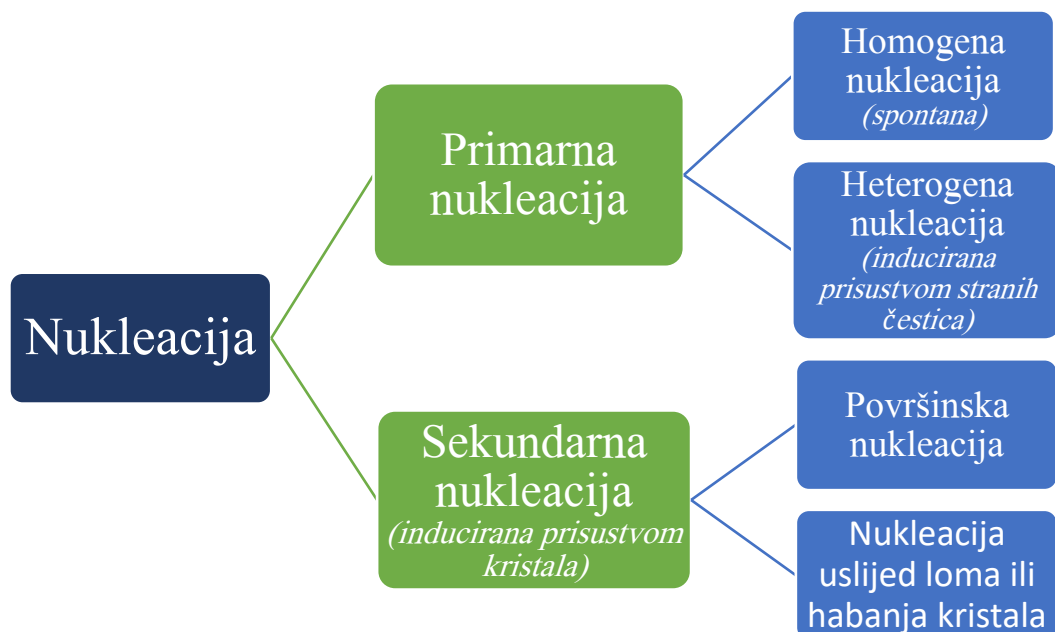 Nukleacija
Primarna
nukleacija
Homogena
nukleacija
(spontana)
Heterogena
nukleacija
(inducirana
prisustvom stranih
čestica)
Sekundarna
nukleacija
(inducirana prisustvom
kristala)
Površinska
nukleacija
Nukleacija
uslijed loma ili
habanja kristala